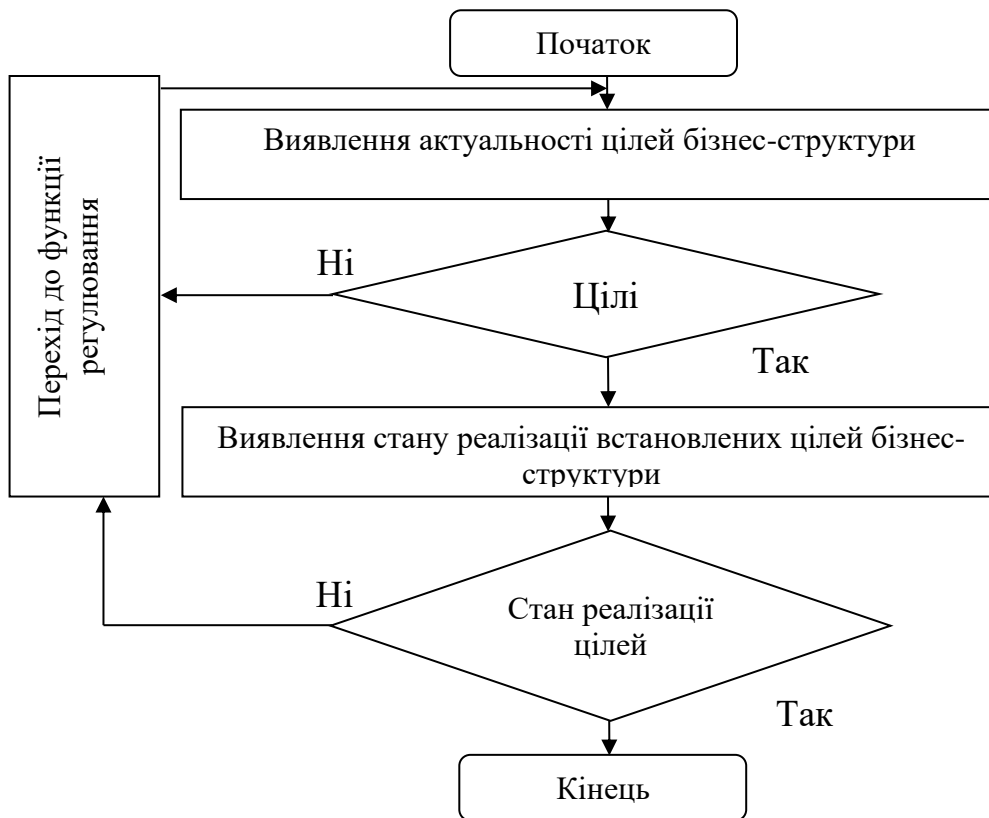 Початок
Перехід до функції
регулювання
Виявлення актуальності цілей бізнес-структури
Ні
Цілі
Так
Виявлення стану реалізації встановлених цілей бізнес-
структури
Ні
Стан реалізації
цілей
Так
Кінець